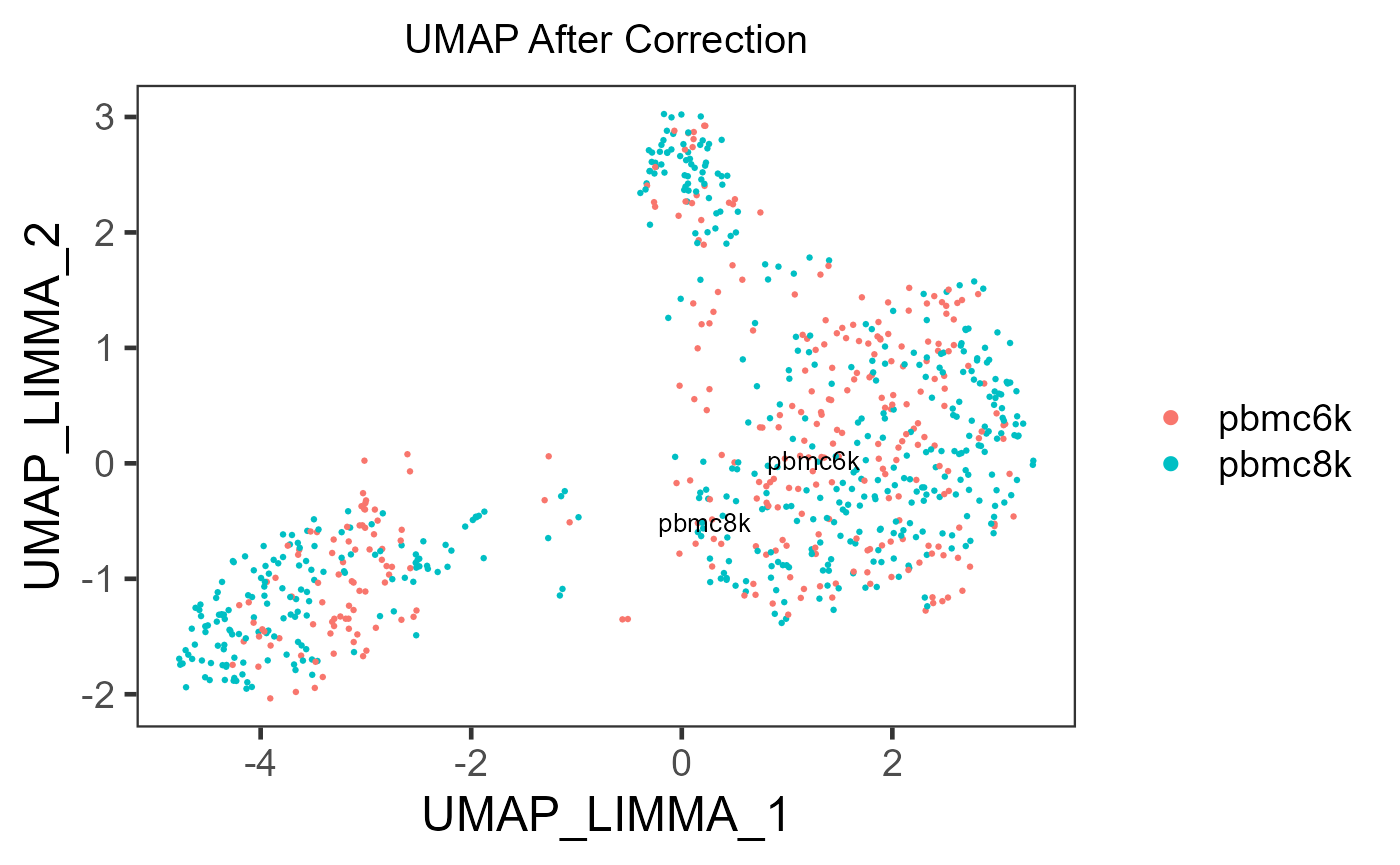 UMAP After Correction
UMAP_LIMMA_2
3
2
1
0
-1
-2
pbmc6k
pbmc8k
-4
-2
0
2
UMAP_LIMMA_1
pbmc6k
pbmc8k